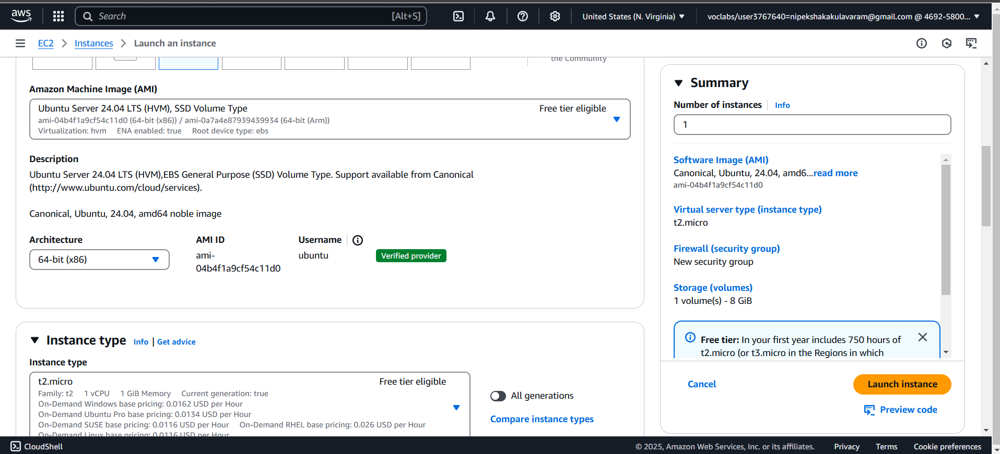 aws
Search
[Alt+S]
United States (N. Virginia)
voclabs/user3767640=nipekshakakulavaram@gmail.com @ 4692-5800...
EC2
Instances
Launch an instance
the Community
Amazon Machine Image (AMI)
Ubuntu Server 24.04 LTS (HVM), SSD Volume Type
Free tier eligible
ami-04b4f1a9cf54c11d0 (64-bit (x86)) / ami-0a7a4e87939439934 (64-bit (Arm))
Virtualization: hvm ENA enabled: true Root device type: ebs
Description
Ubuntu Server 24.04 LTS (HVM),EBS General Purpose (SSD) Volume Type. Support available from Canonical
(http://www.ubuntu.com/cloud/services).
Canonical, Ubuntu, 24.04, amd64 noble image
Architecture
64-bit (x86)
AMI ID
ami-
04b4f1a9cf54c11d0
Username
ubuntu
Verified provider
Instance type
Info | Get advice
Instance type
t2.micro
Free tier eligible
Family: t2 1 vCPU 1 GiB Memory Current generation: true
On-Demand Windows base pricing: 0.0162 USD per Hour
On-Demand Ubuntu Pro base pricing: 0.0134 USD per Hour
On-Demand SUSE base pricing: 0.0116 USD per Hour On-Demand RHEL base pricing: 0.026 USD per Hour
On-Demand Linux base pricing: 0.0116 USD per Hour
All generations
Compare instance types
Summary
Number of instances
Info
1
Software Image (AMI)
Canonical, Ubuntu, 24.04, amd6...read more
ami-04b4f1a9cf54c11d0
Virtual server type (instance type)
t2.micro
Firewall (security group)
New security group
Storage (volumes)
1 volume(s) - 8 GiB
Free tier: In your first year includes 750 hours of
t2.micro (or t3.micro in the Regions in which
Cancel
Launch instance
Preview code
CloudShell
© 2025, Amazon Web Services, Inc. or its affiliates.
Privacy
Terms
Cookie preferences